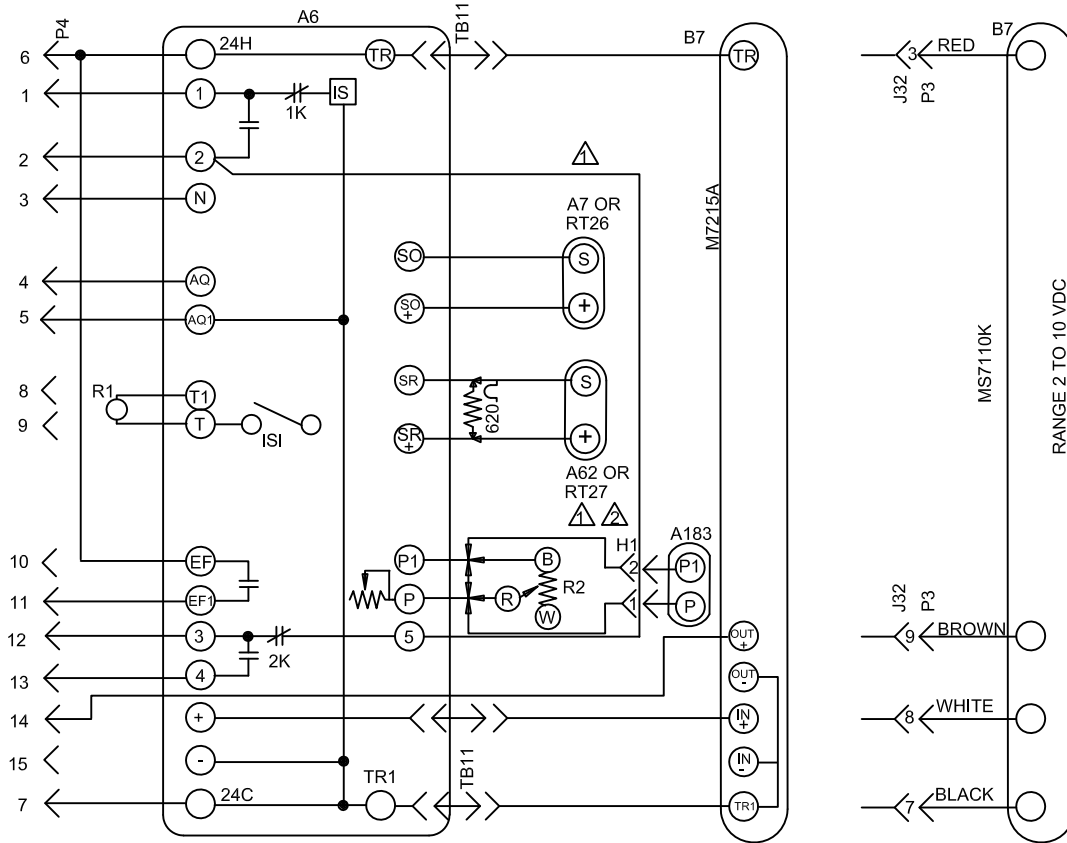 A6
P4
TB11
B7
B7
6
24H
TR
TR
3
RED
J32
P3
1
1
1K
IS
2
2
1
3
N
A7 OR
RT26
M7215A
SO
S
4
AQ
SO
+
+
5
AQ1
MS7110K
RANGE 2 TO 10 VDC
SR
S
8
R1
T1
620
9
T
ISI
SR
+
+
A62 OR
RT27
1
2
A183
10
EF
P1
B
H1
2
P1
R2
11
EF1
P
R
1
P
W
12
3
2K
5
OUT
+
J32
P3
9
BROWN
13
4
OUT
-
14
+
IN
+
8
WHITE
15
-
IN
-
TR1
TB11
7
24C
TR1
7
BLACK